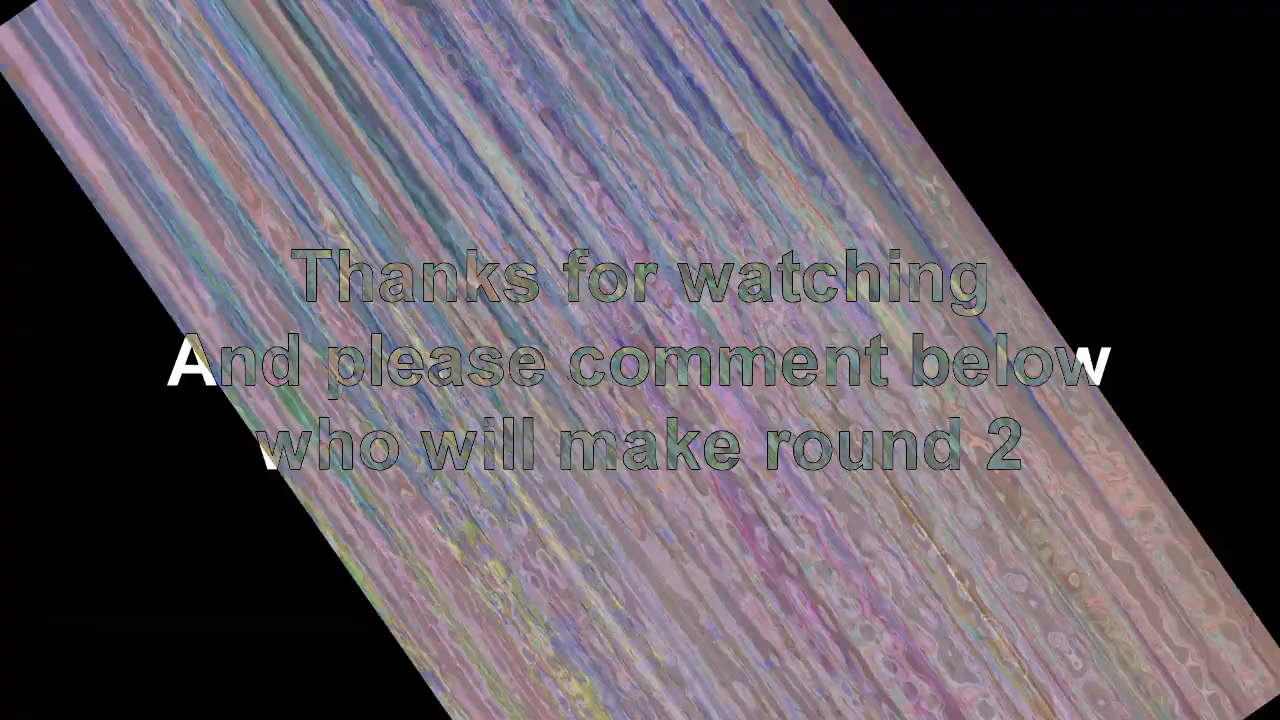 Thanks for watching
And please comment below
who will make round 2